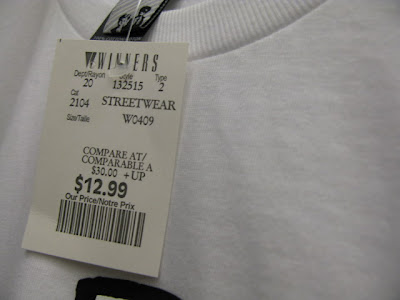 WINNERS
Dept/Rayon Style Type
20 132515 2
Cat
2104 STREETWEAR
Size/Taille W0409
COMPARE AT/
COMPARABLE A
$30.00 +UP
$12.99
Our Price/Notre Prix